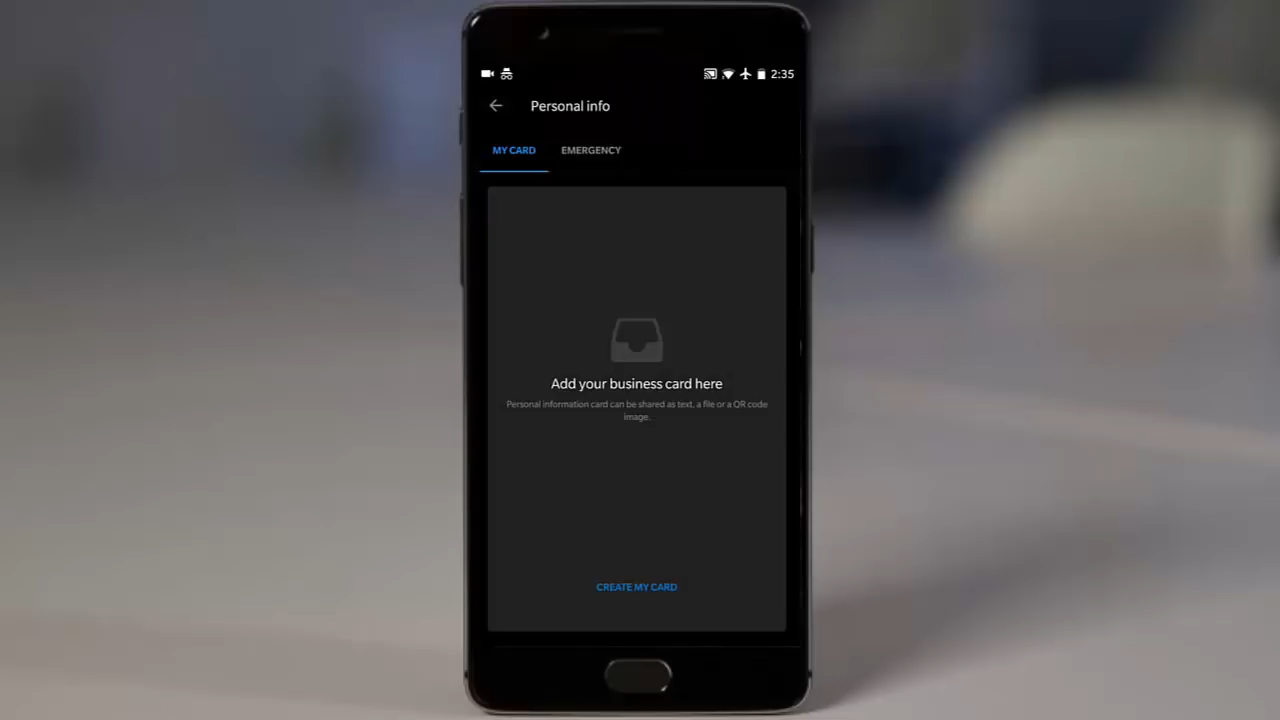 2:35
Personal info
MY CARD EMERGENCY
Add your business card here
Personal information card can be shared as text, a file or a QR code
image.
CREATE MY CARD